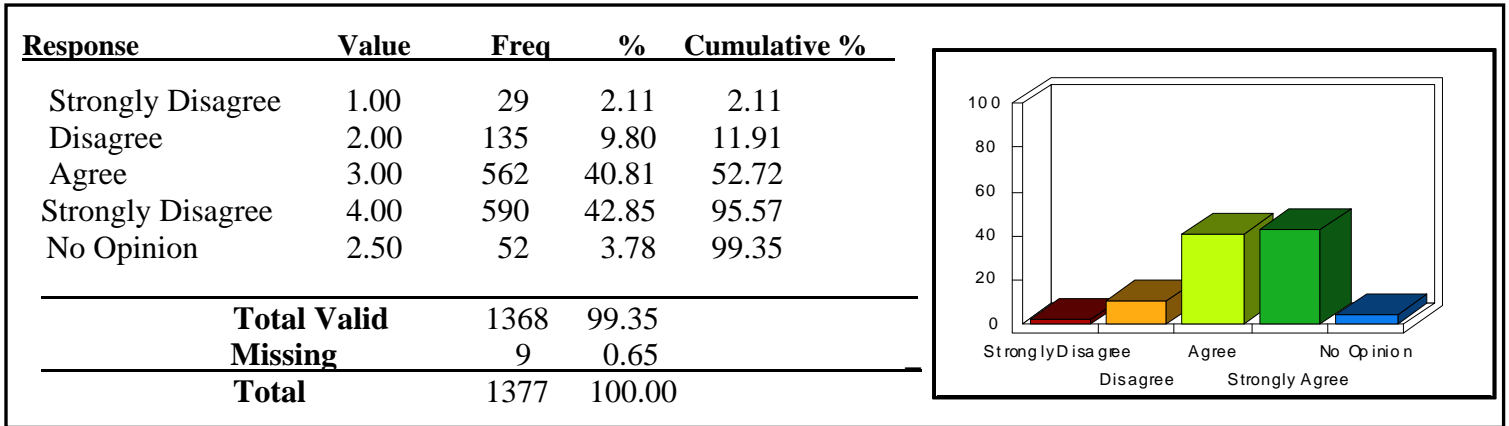 Response Value Freq % Cumulative %
Strongly Disagree 1.00 29 2.11 2.11
Disagree 2.00 135 9.80 11.91
Agree 3.00 562 40.81 52.72
Strongly Disagree 4.00 590 42.85 95.57
No Opinion 2.50 52 3.78 99.35
Total Valid 1368 99.35
Missing 9 0.65
Total 1377 100.00
100
80
60
40
20
0
Strongly Disagree Agree No Opinion
Disagree Strongly Agree